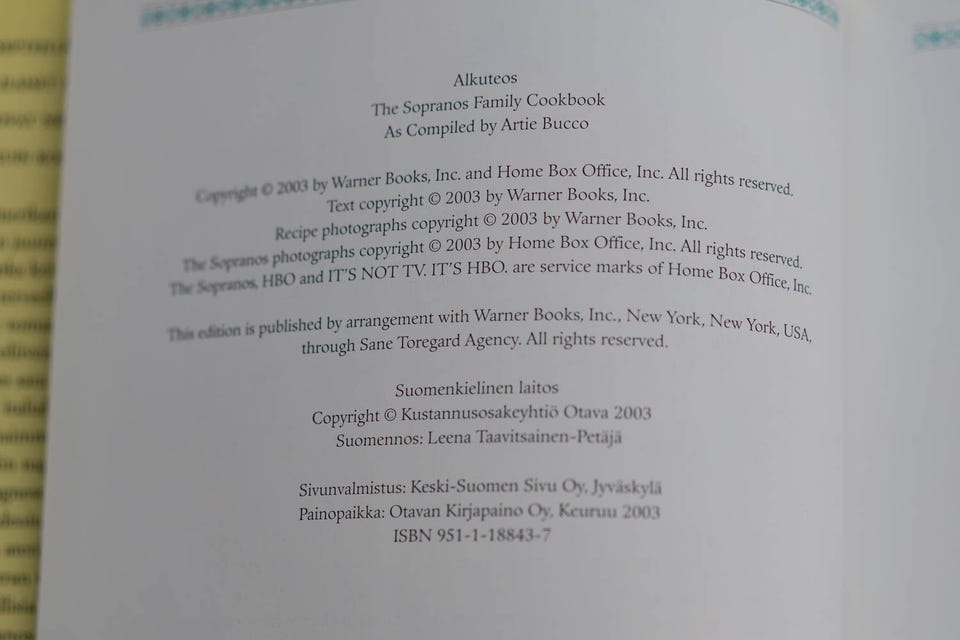 Alkuteos
The Sopranos Family Cookbook
As Compiled by Artie Bucco
Copyright © 2003 by Warner Books, Inc. and Home Box Office, Inc. All rights reserved.
Text copyright © 2003 by Warner Books, Inc.
Recipe photographs copyright © 2003 by Warner Books, Inc.
The Sopranos photographs copyright © 2003 by Home Box Office, Inc. All rights reserved.
The Sopranos, HBO and IT'S NOT TV. IT'S HBO. are service marks of Home Box Office, Inc.
This edition is published by arrangement with Warner Books, Inc., New York, New York, USA,
through Sane Toregard Agency. All rights reserved.
Suomenkielinen laitos
Copyright © Kustannusosakeyhtiö Otava 2003
Suomennos: Leena Taavitsainen-Petäjä
Sivunvalmistus: Keski-Suomen Sivu Oy, Jyväskylä
Painopaikka: Otavan Kirjapaino Oy, Keuruu 2003
ISBN 951-1-18843-7